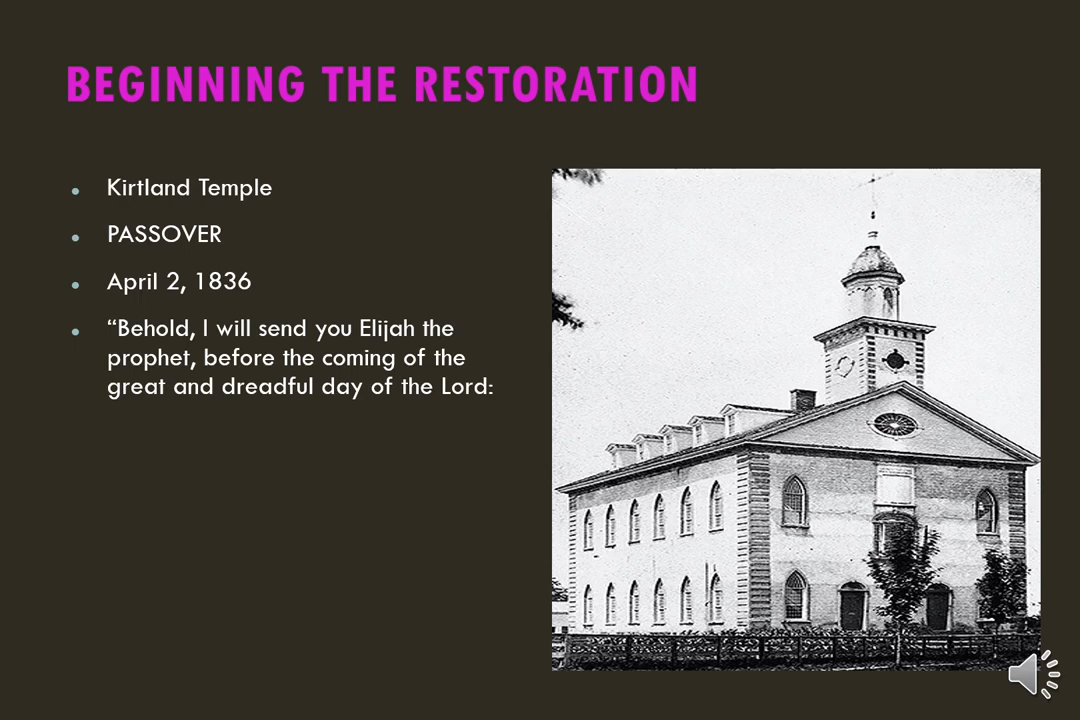 BEGINNING THE RESTORATION
Kirtland Temple
PASSOVER
April 2, 1836
“Behold, I will send you Elijah the
prophet, before the coming of the
great and dreadful day of the Lord: